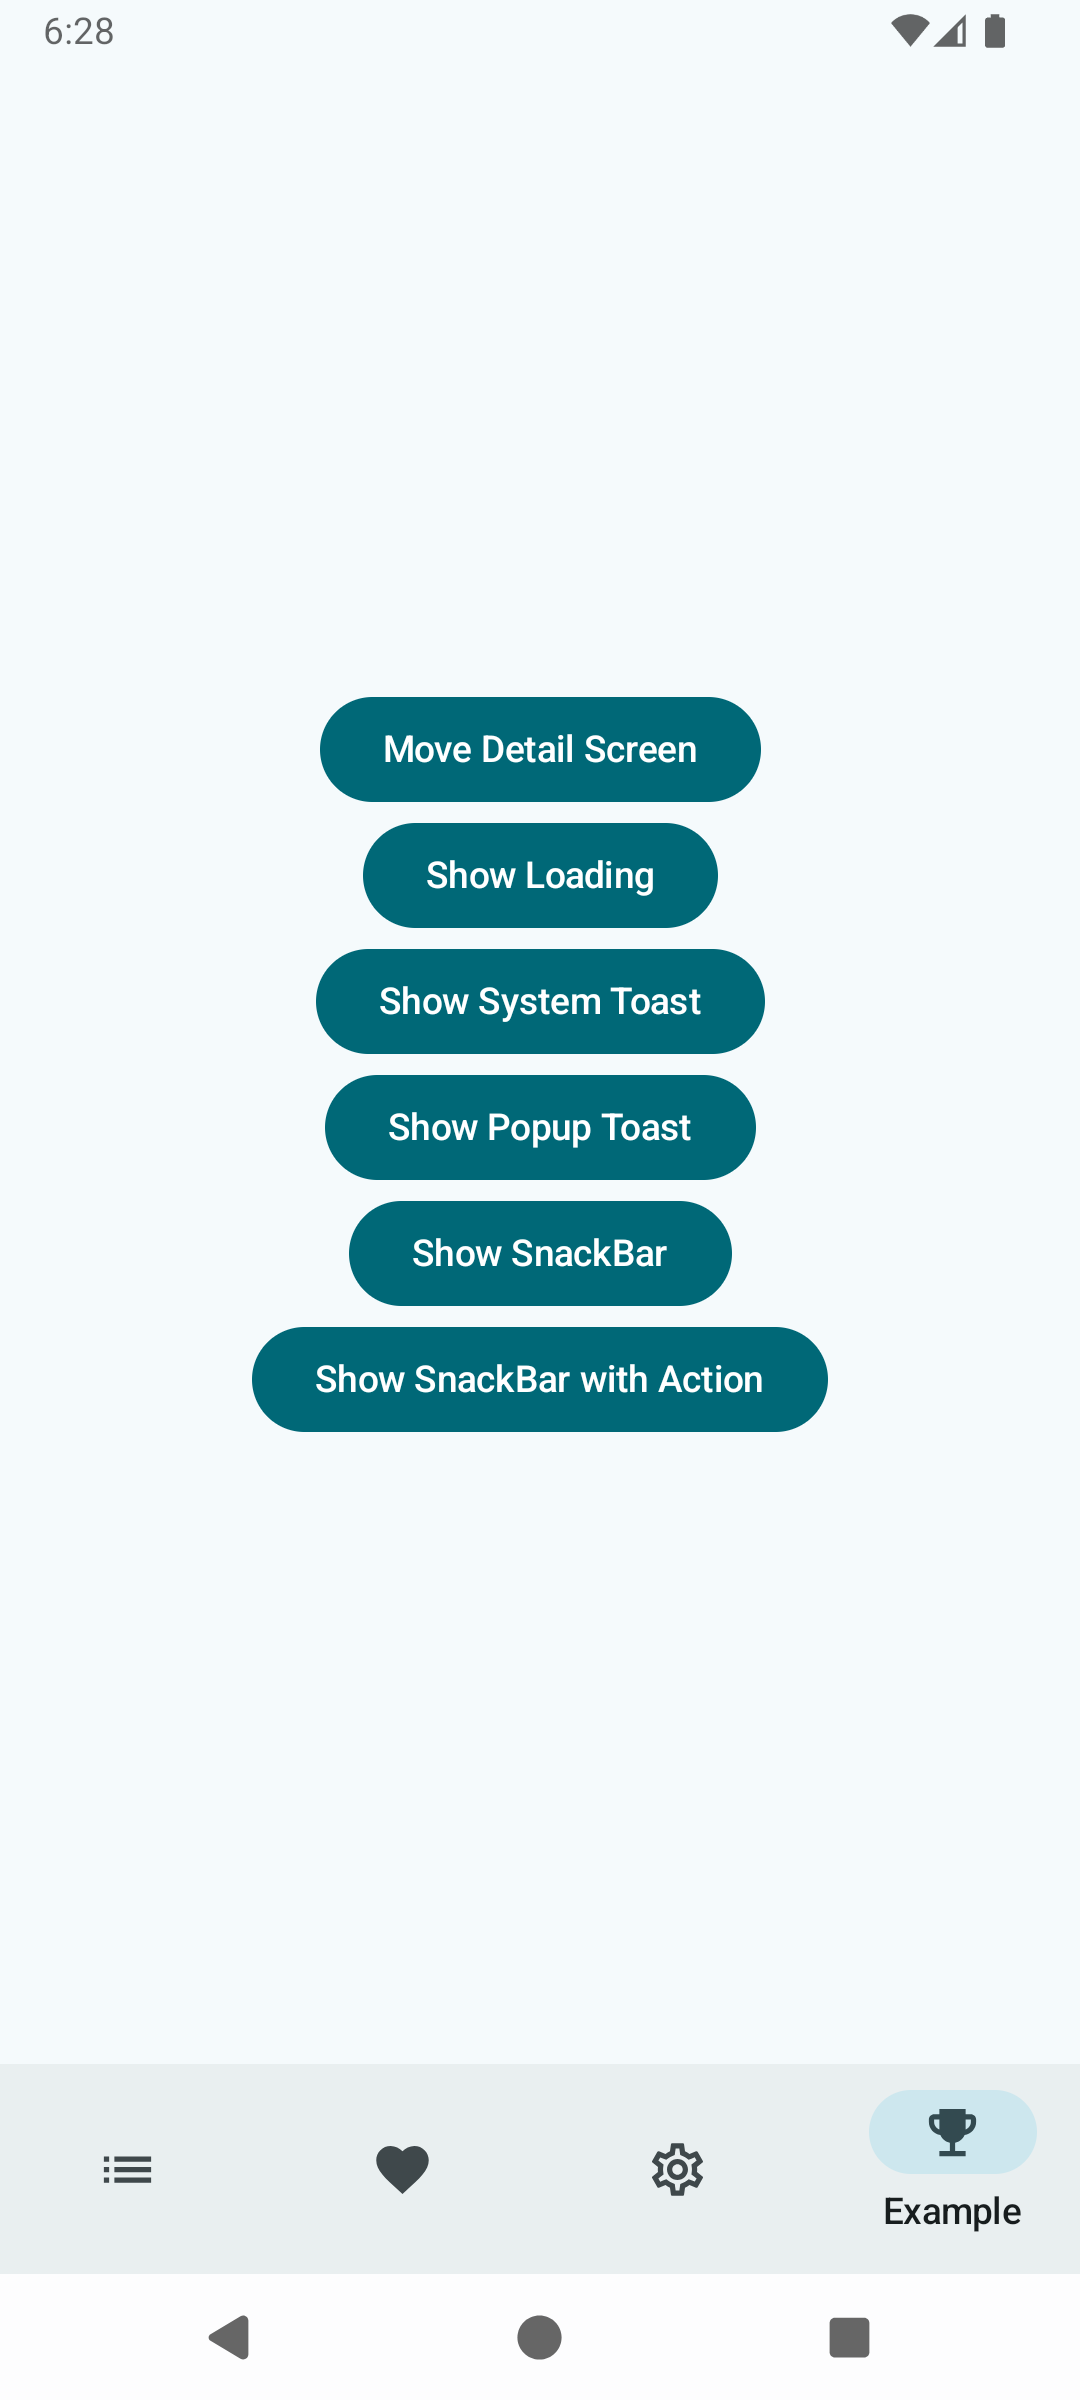 6:28
Move Detail Screen
Show Loading
Show System Toast
Show Popup Toast
Show SnackBar
Show SnackBar with Action
Example